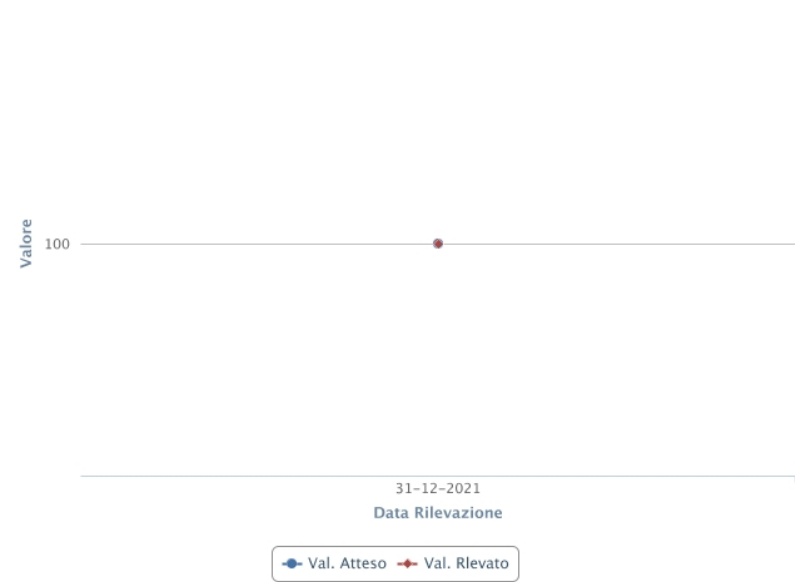 Valore
100
31-12-2021
Data Rilevazione
Val. Atteso Val. Rlevato